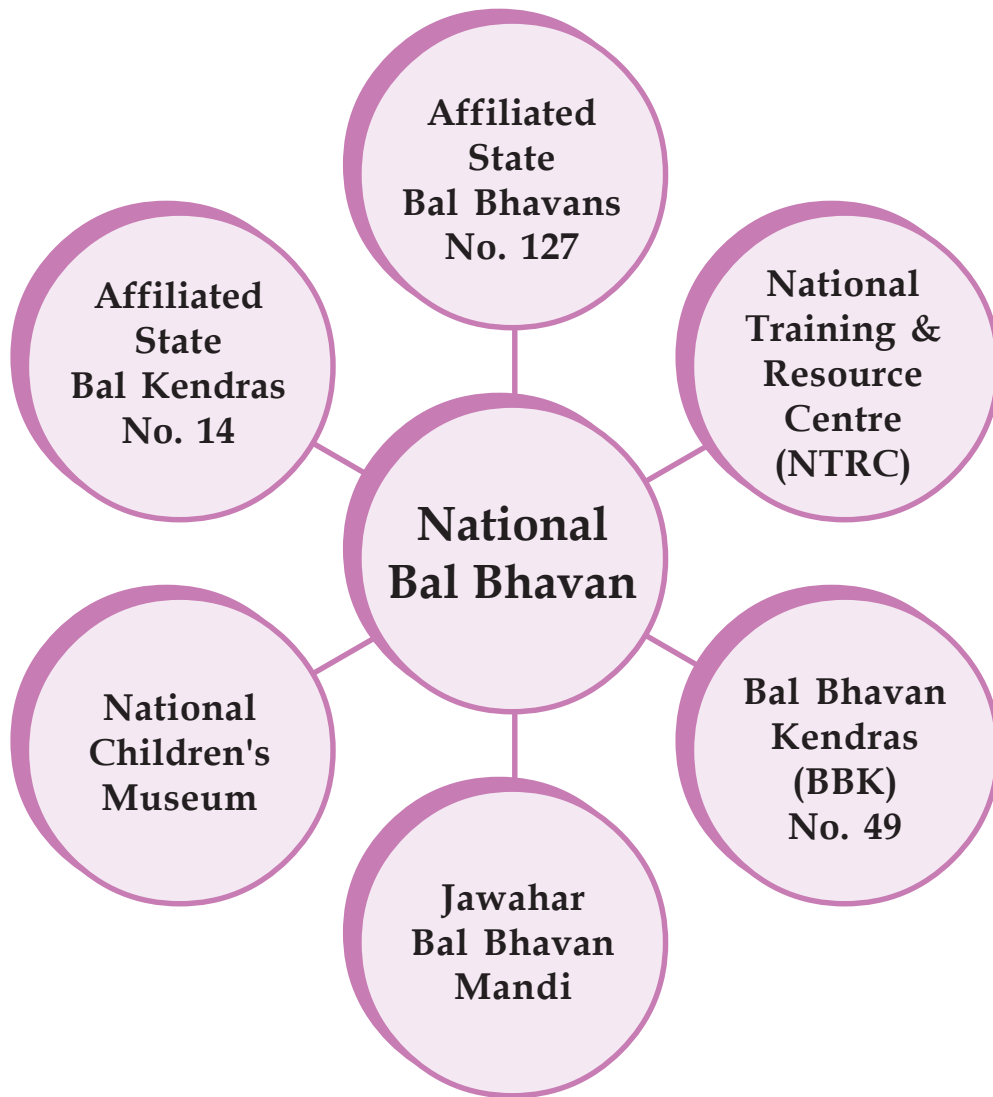 Affiliated
State
Bal Bhavans
No. 127
Affiliated
State
Bal Kendras
No. 14
National
Training &
Resource
Centre
(NTRC)
National
Bal Bhavan
National
Children's
Museum
Bal Bhavan
Kendras
(BBK)
No. 49
Jawahar
Bal Bhavan
Mandi